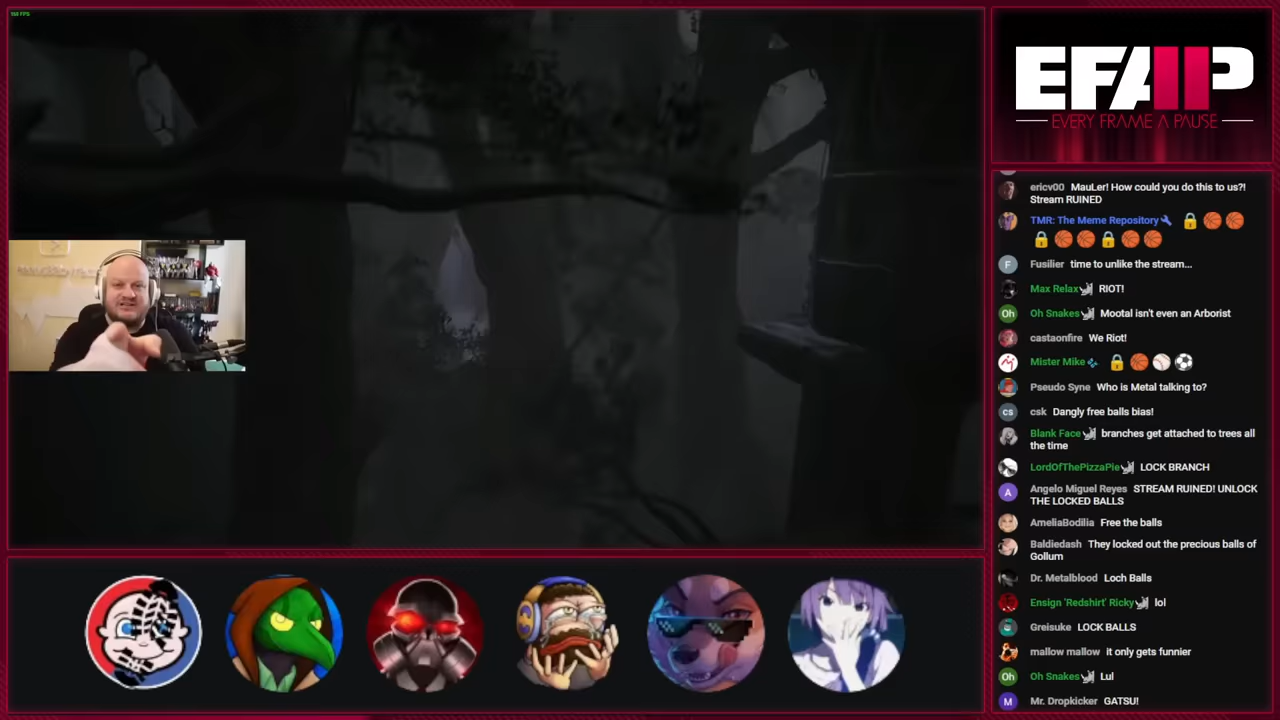 164 FPS
EFAP
EVERY FRAME A PAUSE
ericv00 MauLer! How could you do this to us?!
Stream RUINED
TMR: The Meme Repository
Fusilier time to unlike the stream...
Max Relax RIOT!
Oh Snakes Mootal isn't even an Arborist
castaonfire We Riot!
Mister Mike
Pseudo Syne Who is Metal talking to?
csk Dangly free balls bias!
Blank Face branches get attached to trees all
the time
LordOfThePizzaPie LOCK BRANCH
Angelo Miguel Reyes STREAM RUINED! UNLOCK
THE LOCKED BALLS
AmeliaBodilia Free the balls
Baldiedash They locked out the precious balls of
Gollum
Dr. Metalblood Loch Balls
Ensign 'Redshirt' Ricky lol
Greisuke LOCK BALLS
mallow mallow it only gets funnier
Oh Snakes Lul
Mr. Dropkicker GATSU!